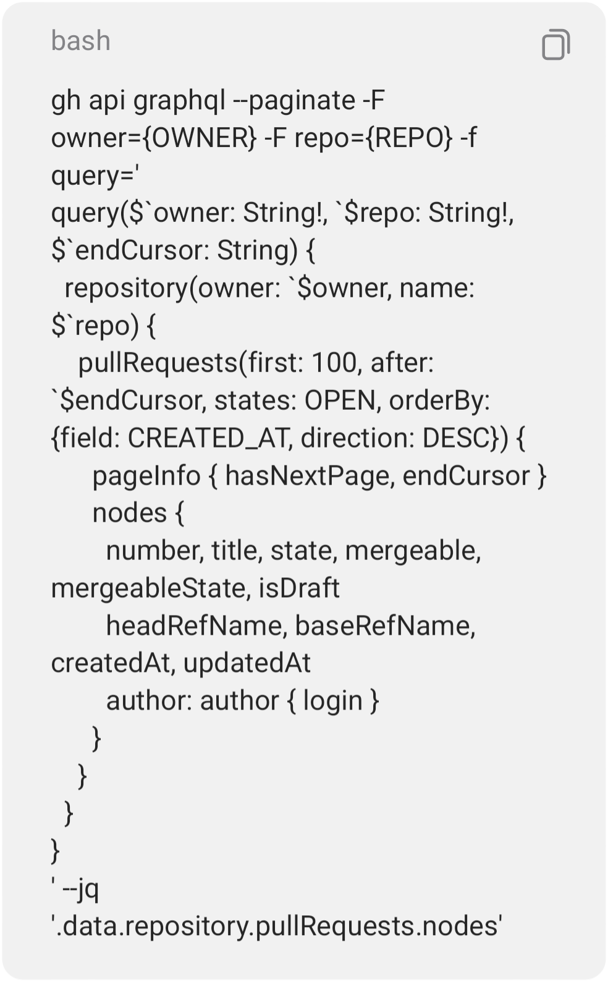 bash
gh api graphql --paginate -F
owner={OWNER} -F repo={REPO} -f
query='
query($`owner: String!, `$repo: String!,
$`endCursor: String) {
  repository(owner: `$owner, name:
$`repo) {
    pullRequests(first: 100, after:
`$endCursor, states: OPEN, orderBy:
{field: CREATED_AT, direction: DESC}) {
      pageInfo { hasNextPage, endCursor }
      nodes {
        number, title, state, mergeable,
mergeableState, isDraft
        headRefName, baseRefName,
createdAt, updatedAt
        author: author { login }
      }
    }
  }
}
' --jq
'.data.repository.pullRequests.nodes'